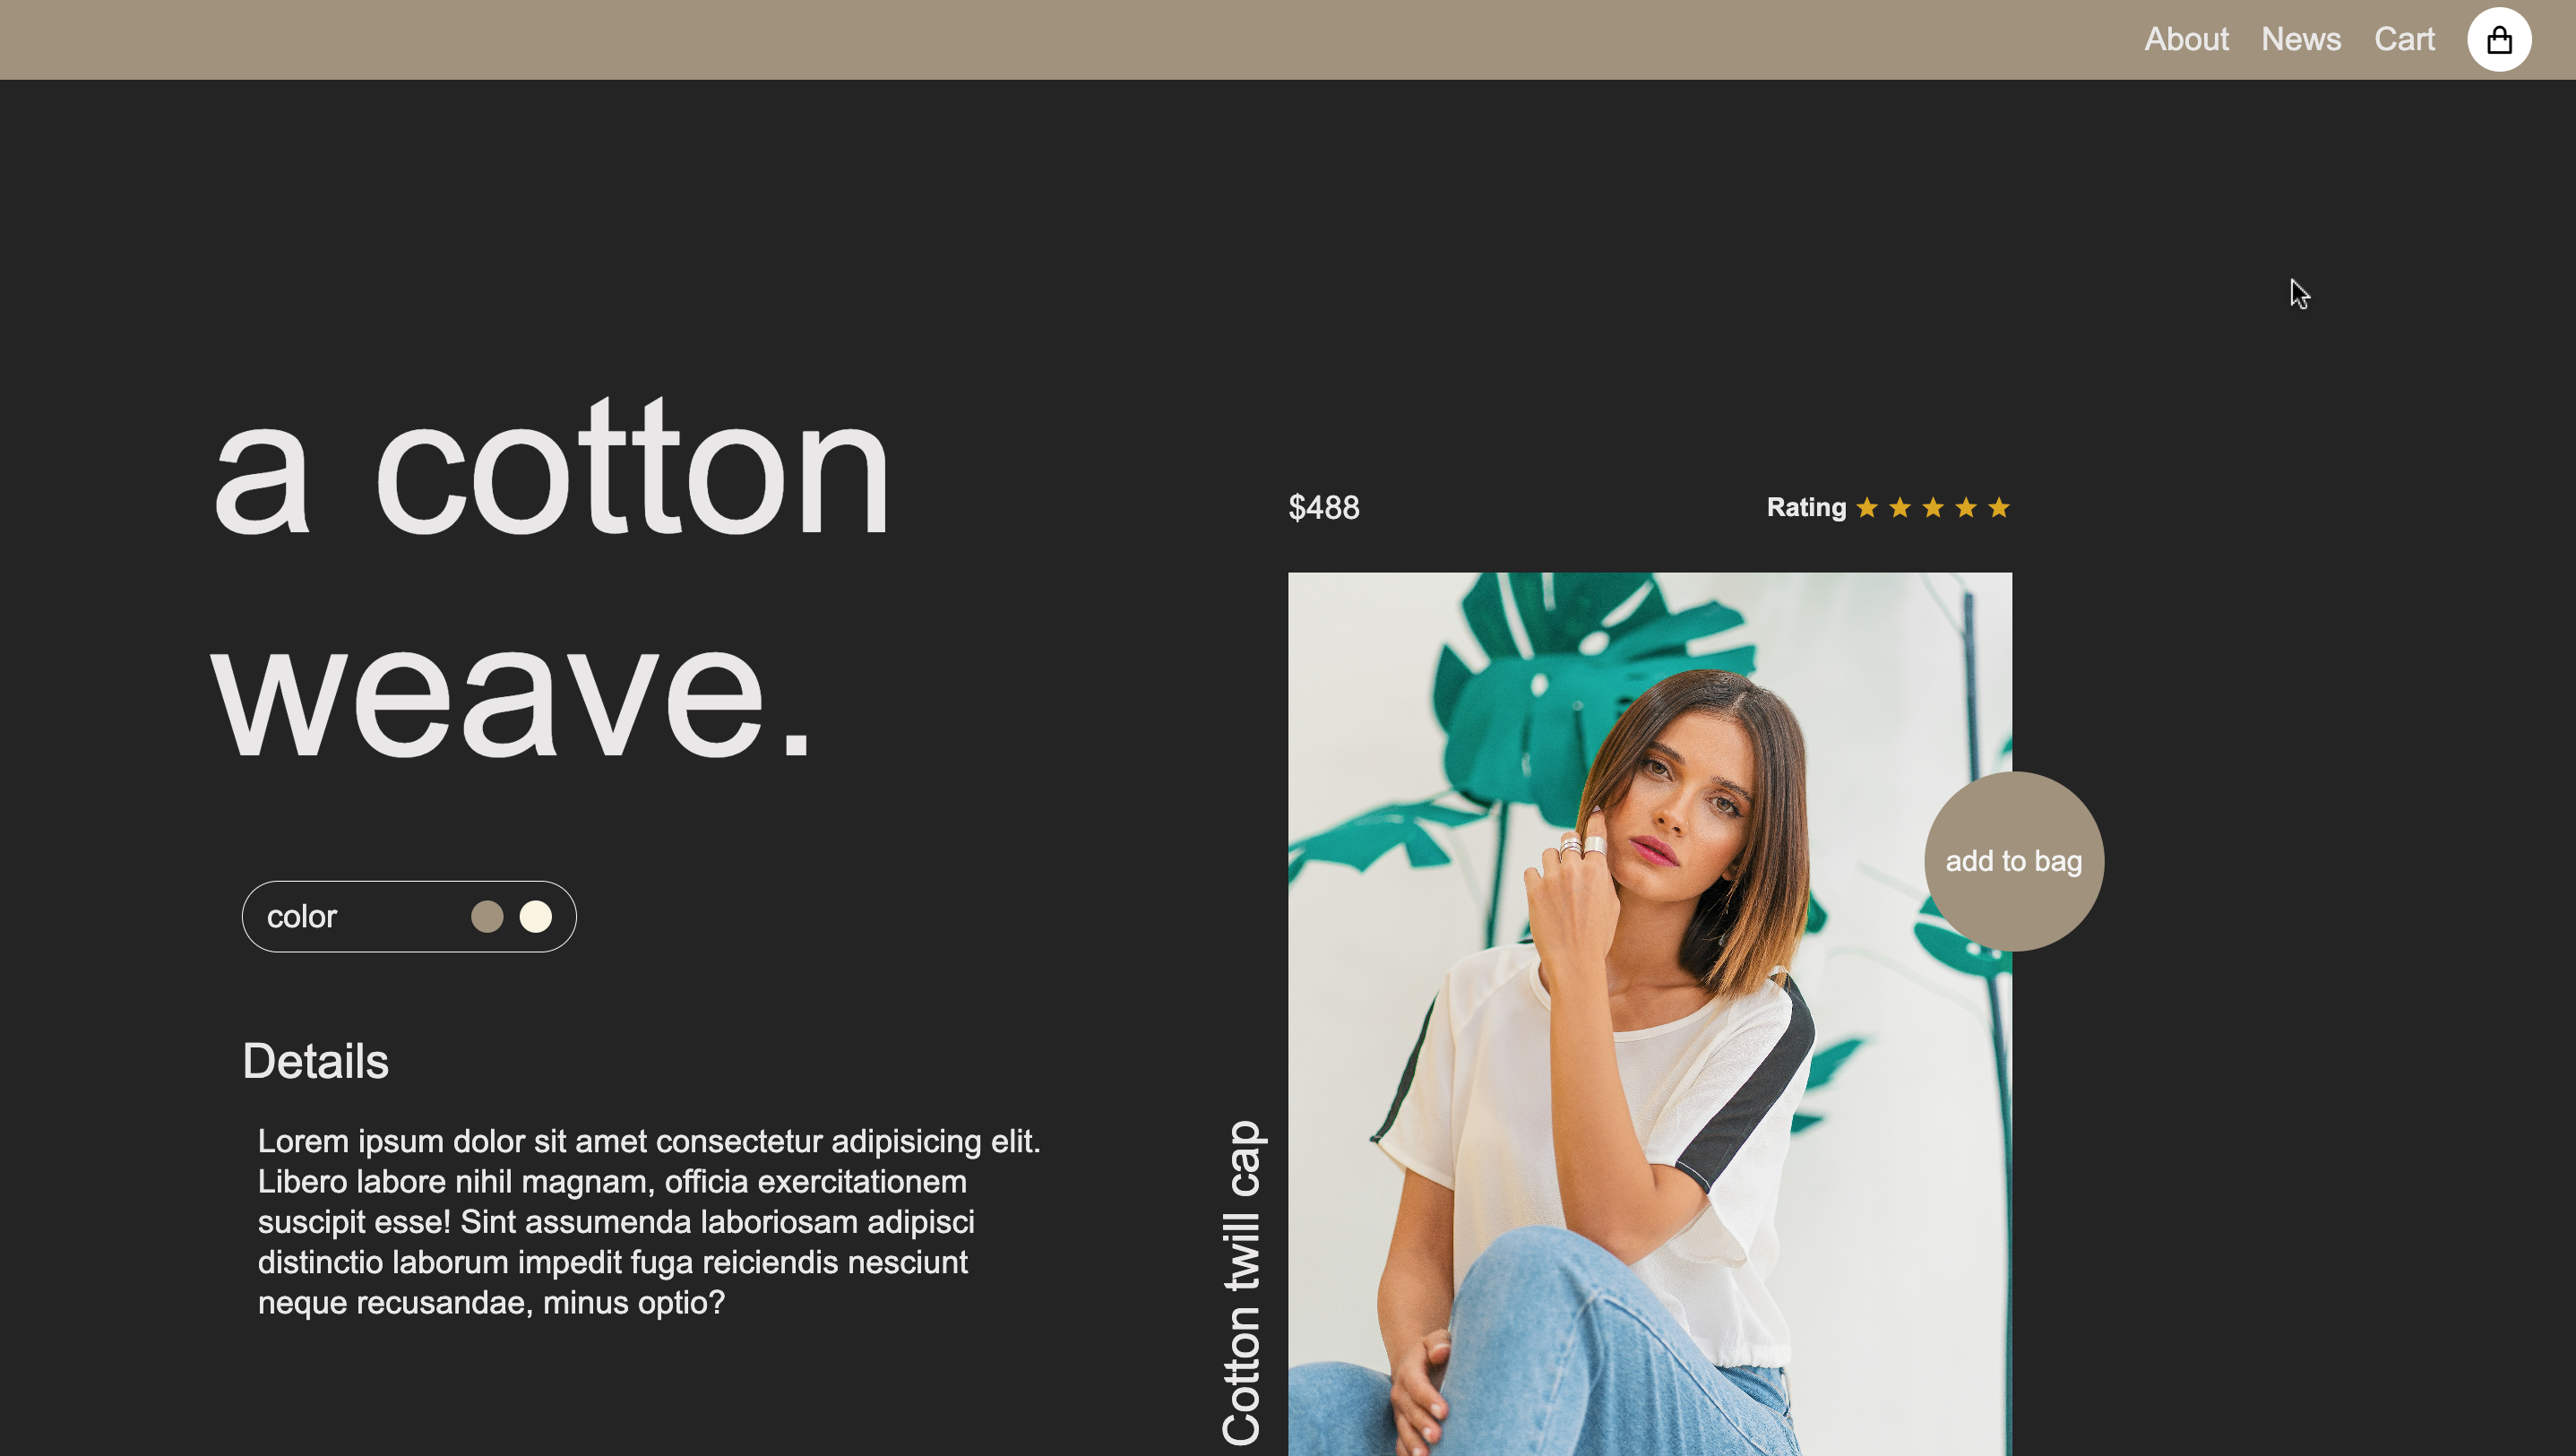 About News Cart
a cotton
weave.
$488
Rating
add to bag
color
Details
Lorem ipsum dolor sit amet consectetur adipisicing elit.
Libero labore nihil magnam, officia exercitationem
suscipit esse! Sint assumenda laboriosam adipisci
distinctio laborum impedit fuga reiciendis nesciunt
neque recusandae, minus optio?
Cotton twill cap